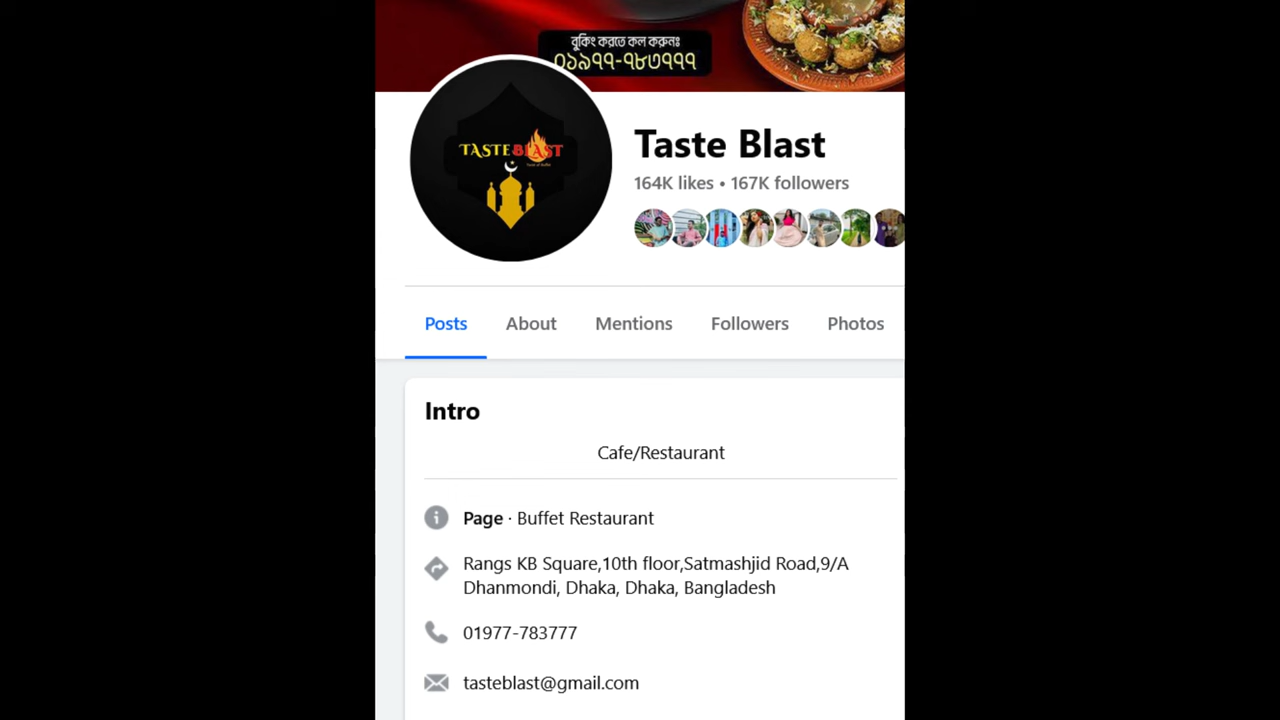 বুকিং করতে কল করুনঃ
০১৯৭৭-৭৮৩৭৭৭
TASTE BLAST
Taste Blast
164K likes • 167K followers
Posts About Mentions Followers Photos
Intro
Cafe/Restaurant
Page · Buffet Restaurant
Rangs KB Square,10th floor,Satmashjid Road,9/A
Dhanmondi, Dhaka, Dhaka, Bangladesh
01977-783777
tasteblast@gmail.com